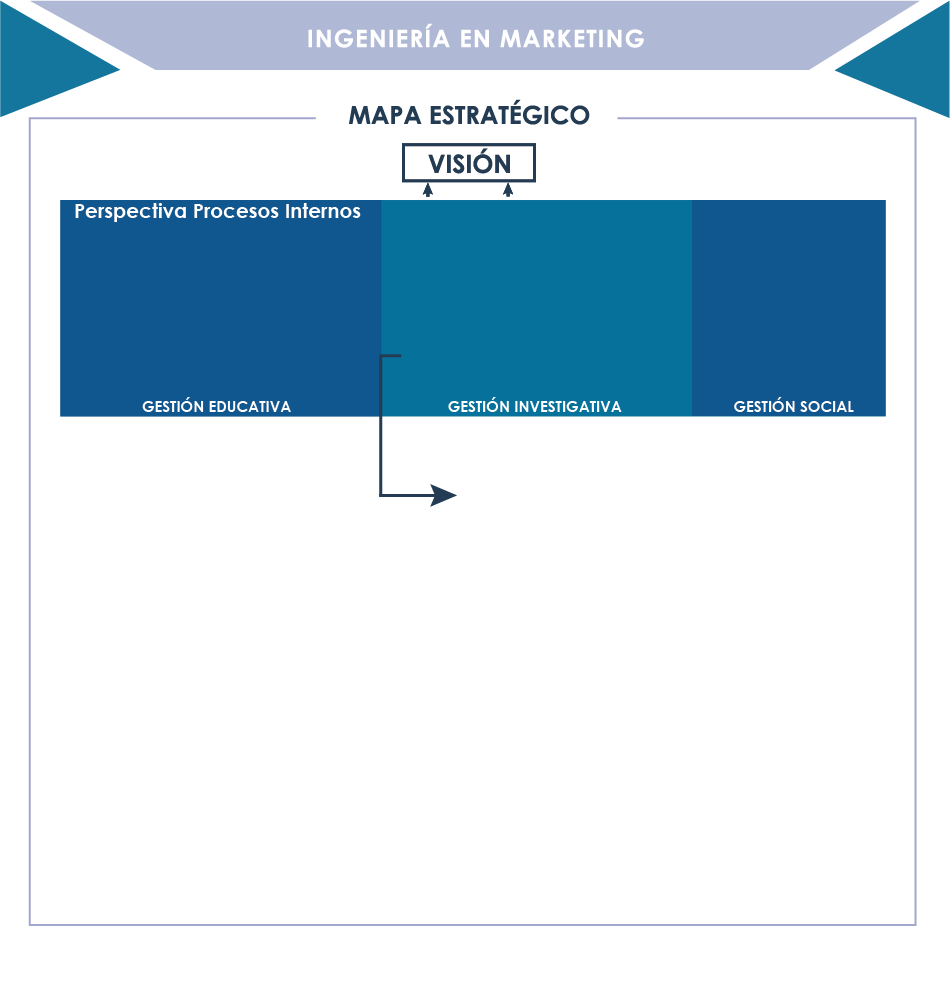 INGENIERÍA EN MARKETING
MAPA ESTRATÉGICO
VISIÓN
Perspectiva Procesos Internos
GESTIÓN EDUCATIVA
GESTIÓN INVESTIGATIVA
GESTIÓN SOCIAL